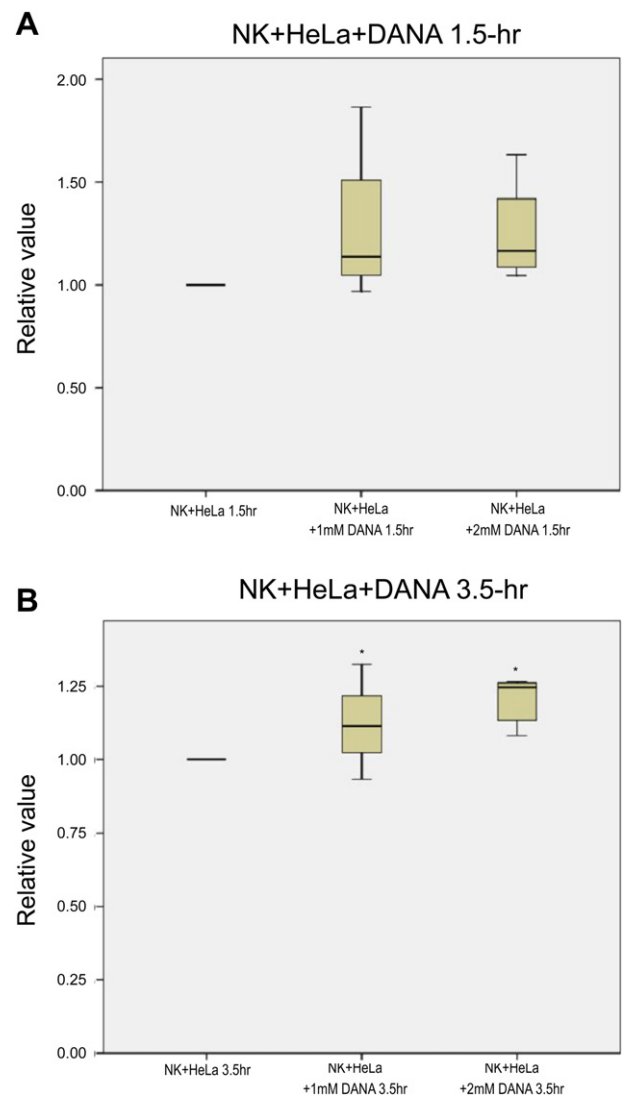 A
NK+HeLa+DANA 1.5-hr
Relative value
2.00
1.50
1.00
0.50
0.00
NK+HeLa 1.5hr
NK+HeLa
+1mM DANA 1.5hr
NK+HeLa
+2mM DANA 1.5hr
B
NK+HeLa+DANA 3.5-hr
Relative value
*
*
1.25
1.00
0.75
0.50
0.25
0.00
NK+HeLa 3.5hr
NK+HeLa
+1mM DANA 3.5hr
NK+HeLa
+2mM DANA 3.5hr